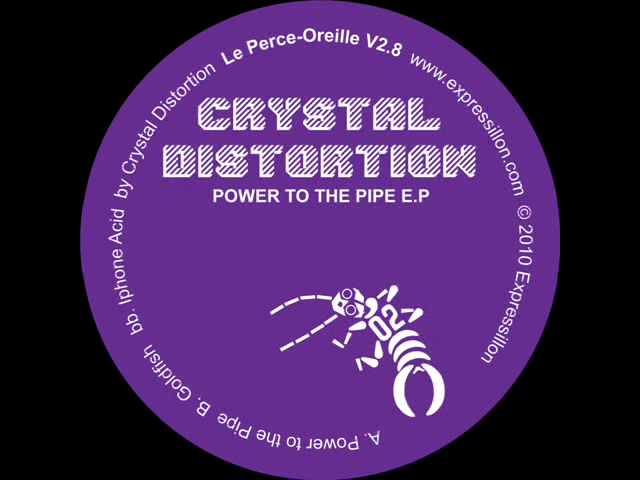 CRYSTAL
DISTORTION
POWER TO THE PIPE E.P
A. Power to the Pipe B. Goldfish bb. Iphone Acid by Crystal Distortion Le Perce-Oreille V2.8 www.expressillon.com © 2010 Expressillon
02